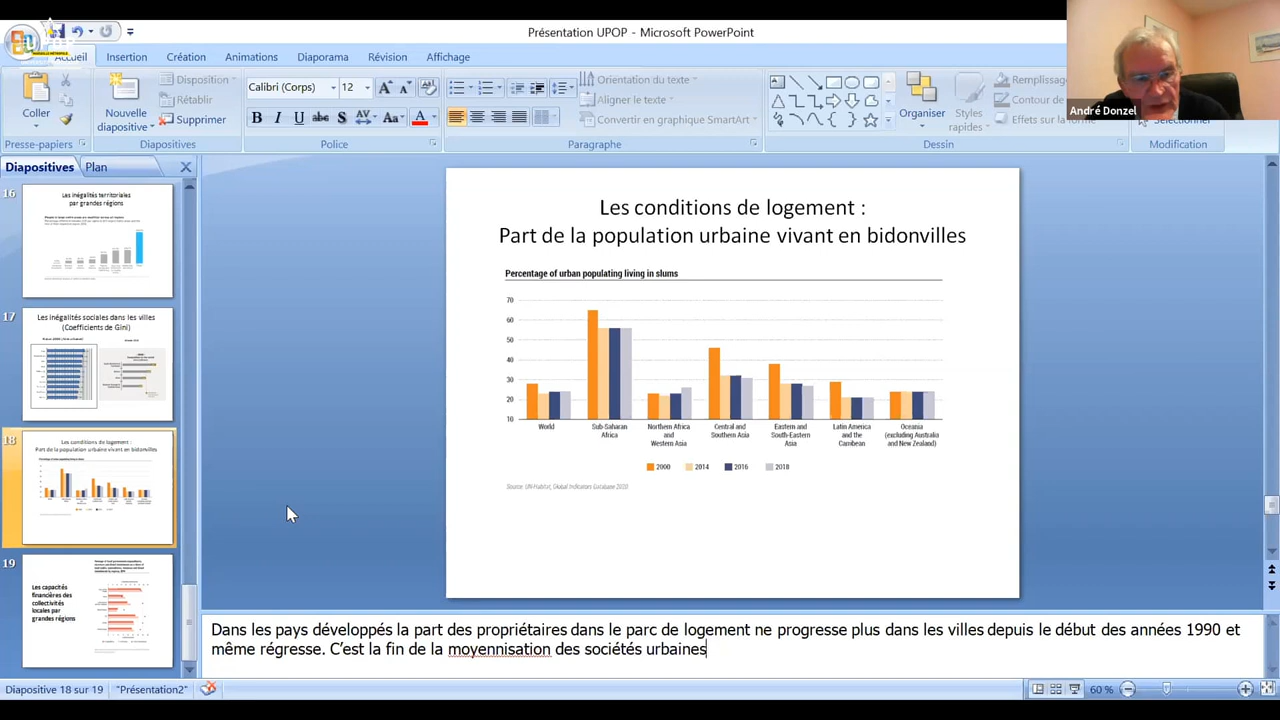 Présentation UPOP - Microsoft PowerPoint
Accueil Insertion Création Animations Diaporama Révision Affichage
Coller
Presse-papiers
Nouvelle
diapositive
Disposition
Rétablir
Supprimer
Diapositives
Calibri (Corps) 12
Police
Orientation du texte
Aligner le texte
Convertir en graphique SmartArt
Paragraphe
Organiser
Styles
rapides
Remplissage
Contour de
Effets sur la forme
Dessin
Sélectionner
Modification
André Donzel
Diapositives Plan
16
Les inégalités territoriales
par grandes régions
17
Les inégalités sociales dans les villes
(Coefficients de Gini)
18
Les conditions de logement :
Part de la population urbaine vivant en bidonvilles
19
Les capacités
financières des
collectivités
locales par
grandes régions
Les conditions de logement :
Part de la population urbaine vivant en bidonvilles
Percentage of urban populating living in slums
70
60
50
40
30
20
10
World
Sub-Saharan
Africa
Northern Africa
and
Western Asia
Central and
Southern Asia
Eastern and
South-Eastern
Asia
Latin America
and the
Caribbean
Oceania
(excluding Australia
and New Zealand)
2000 2014 2016 2018
Source: UN-Habitat, Global Indicators Database 2020
Dans les pays développés la part des propriétaires dans le parc de logement ne progresse plus dans les villes depuis le début des années 1990 et
même régresse. C'est la fin de la moyennisation des sociétés urbaines
Diapositive 18 sur 19 "Présentation2" 60 %